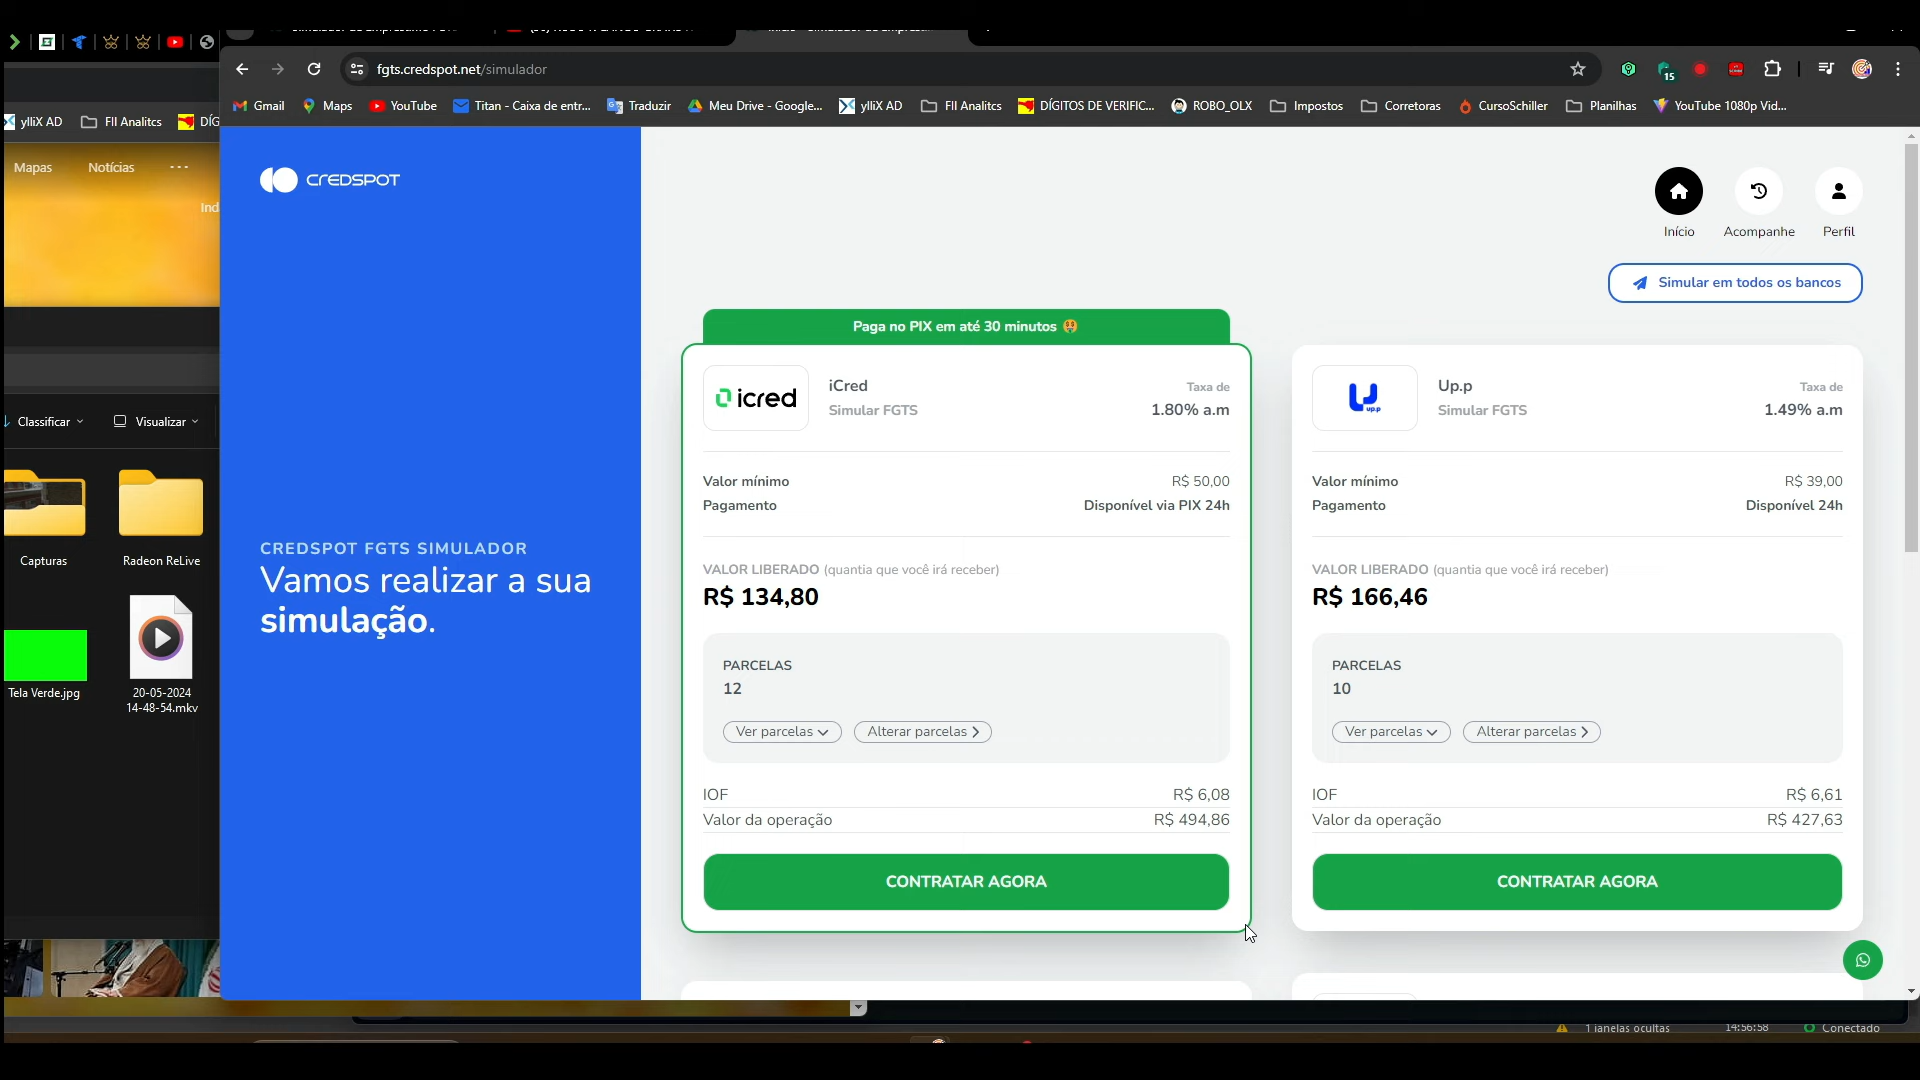 fgts.credspot.net/simulador
15
Gmail
Maps
YouTube
Titan - Caixa de entr...
Traduzir
Meu Drive - Google...
ylliX AD
FII Analitcs
DÍGITOS DE VERIFIC...
ROBO_OLX
Impostos
Corretoras
CursoSchiller
Planilhas
YouTube 1080p Vid...
ylliX AD
FII Analitcs
DÍG
Mapas
Notícias
Ind
Classificar
Visualizar
Capturas
Radeon ReLive
Tela Verde.jpg
20-05-2024
14-48-54.mkv
CREDSPOT
CREDSPOT FGTS SIMULADOR
Vamos realizar a sua
simulação.
Início
Acompanhe
Perfil
Simular em todos os bancos
Paga no PIX em até 30 minutos 🤑
icred
iCred
Simular FGTS
Taxa de
1.80% a.m
Valor mínimo
R$ 50,00
Pagamento
Disponível via PIX 24h
VALOR LIBERADO (quantia que você irá receber)
R$ 134,80
PARCELAS
12
Ver parcelas
Alterar parcelas
IOF
R$ 6,08
Valor da operação
R$ 494,86
CONTRATAR AGORA
up.p
Up.p
Simular FGTS
Taxa de
1.49% a.m
Valor mínimo
R$ 39,00
Pagamento
Disponível 24h
VALOR LIBERADO (quantia que você irá receber)
R$ 166,46
PARCELAS
10
Ver parcelas
Alterar parcelas
IOF
R$ 6,61
Valor da operação
R$ 427,63
CONTRATAR AGORA
1 janelas ocultas
14:56:58
Conectado